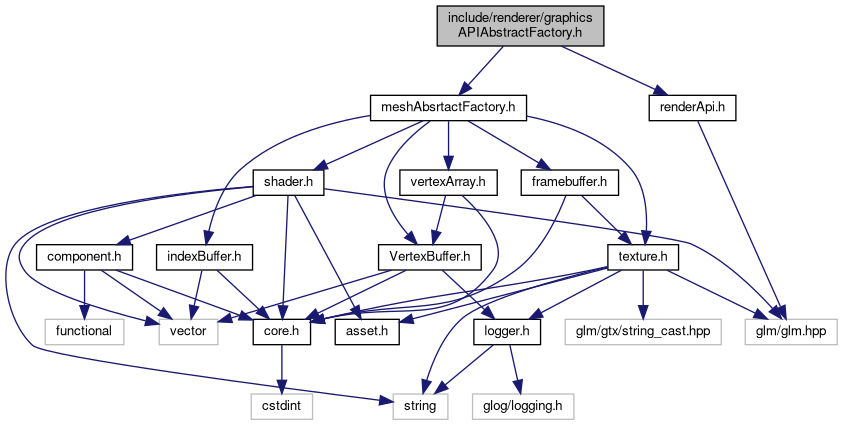 include/renderer/graphics
APIAbstractFactory.h
meshAbsrtactFactory.h
renderApi.h
shader.h
vertexArray.h
framebuffer.h
component.h
indexBuffer.h
VertexBuffer.h
texture.h
functional
vector
core.h
asset.h
logger.h
glm/gtx/string_cast.hpp
glm/glm.hpp
cstdint
string
glog/logging.h